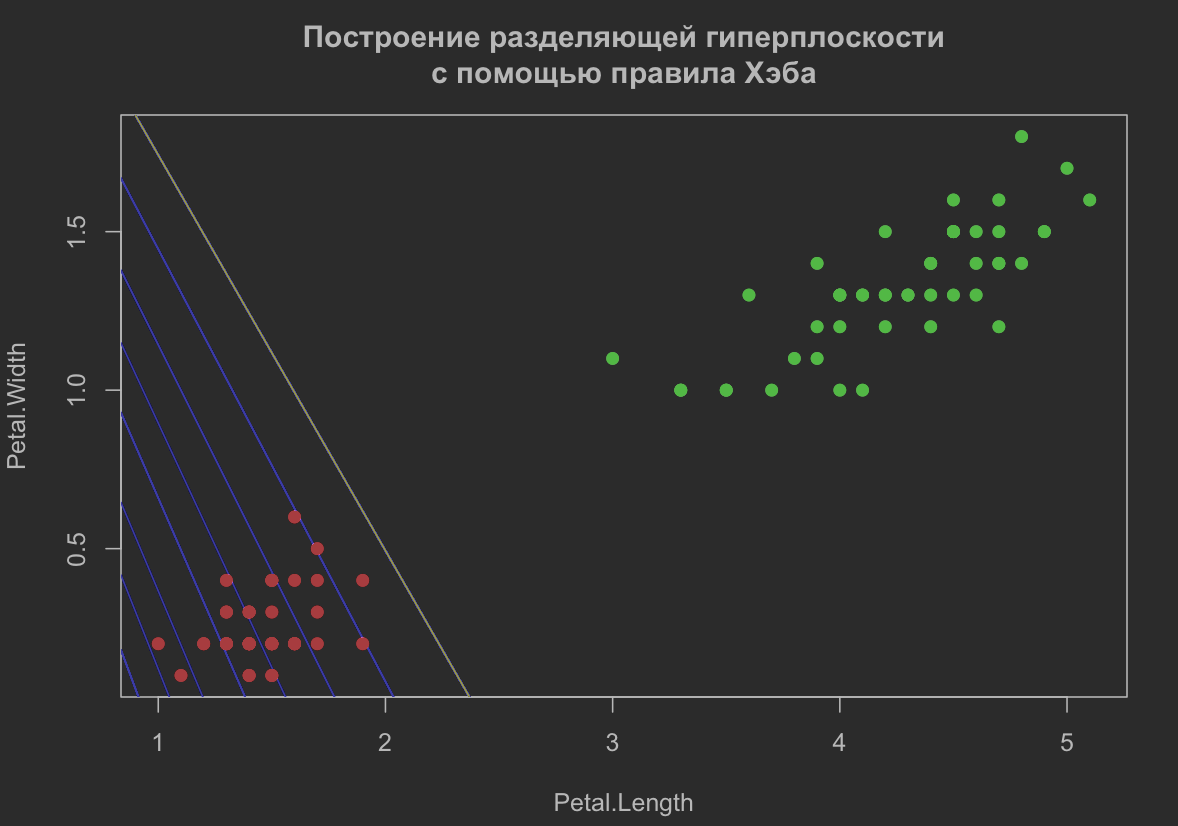 Построение разделяющей гиперплоскости
с помощью правила Хэба
1.5
1.0
0.5
Petal.Width
1 2 3 4 5
Petal.Length